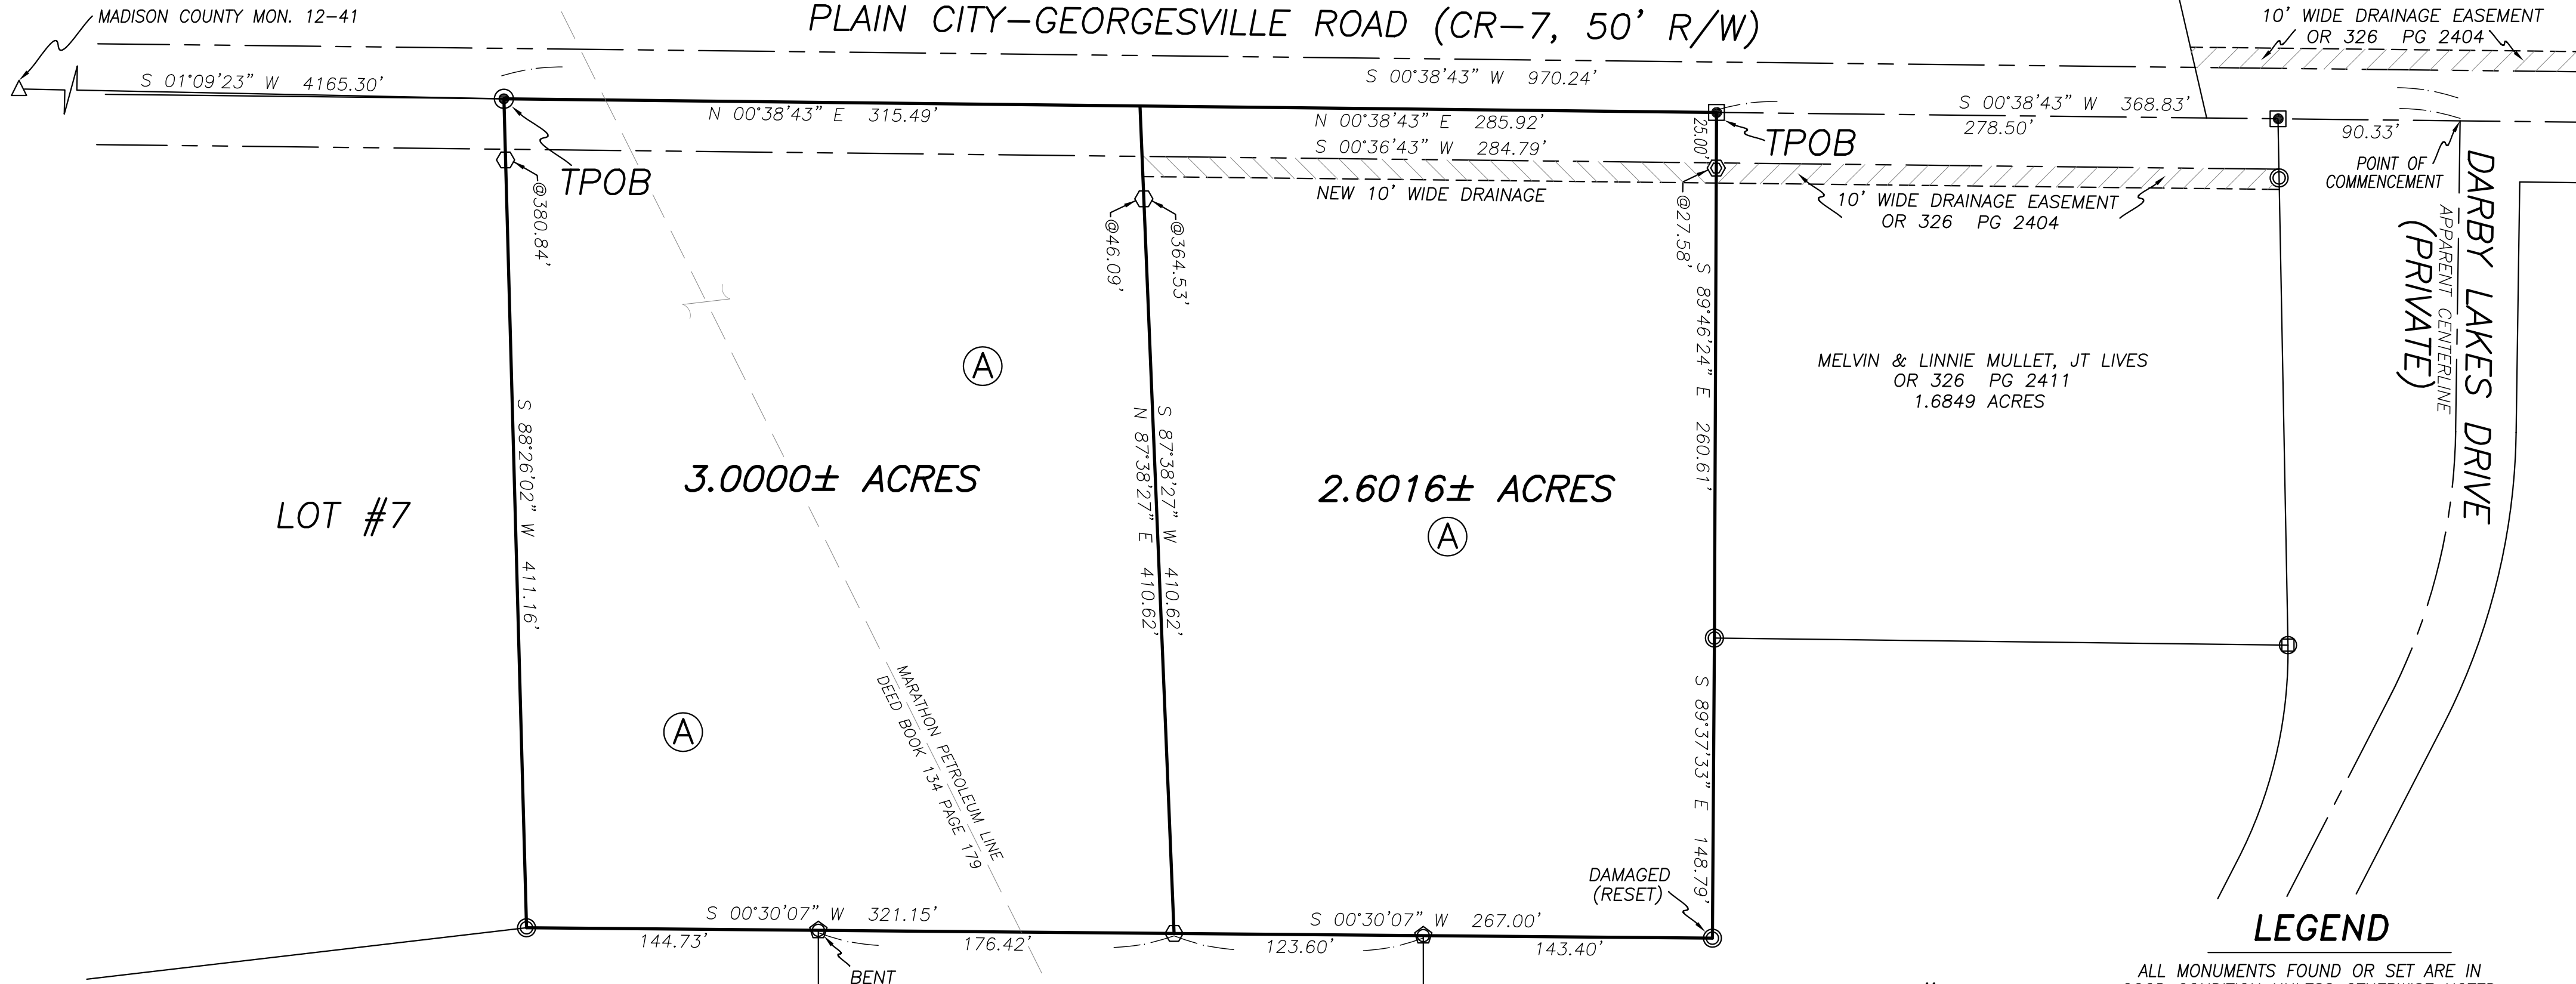 MADISON COUNTY MON. 12-41
PLAIN CITY-GEORGESVILLE ROAD (CR-7, 50' R/W)
10' WIDE DRAINAGE EASEMENT
OR 326 PG 2404
S 01°09'23" W 4165.30'
S 00°38'43" W 970.24'
N 00°38'43" E 315.49'
N 00°38'43" E 285.92'
S 00°36'43" W 284.79'
25.00'
S 00°38'43" W 368.83'
278.50'
90.33'
TPOB
TPOB
POINT OF
COMMENCEMENT
NEW 10' WIDE DRAINAGE
10' WIDE DRAINAGE EASEMENT
OR 326 PG 2404
@380.84'
@46.09'
@364.53'
@27.58'
DARBY LAKES DRIVE
APPARENT CENTERLINE
(PRIVATE)
S 89°46'24" E 260.61'
MELVIN & LINNIE MULLET, JT LIVES
OR 326 PG 2411
1.6849 ACRES
A
S 88°26'02" W 411.16'
S 87°38'27" W 410.62'
N 87°38'27" E 410.62'
3.0000± ACRES
2.6016± ACRES
A
LOT #7
A
MARATHON PETROLEUM LINE
DEED BOOK 134 PAGE 179
S 89°37'33" E 148.79'
DAMAGED
(RESET)
S 00°30'07" W 321.15'
144.73'
176.42'
S 00°30'07" W 267.00'
123.60'
143.40'
BENT
LEGEND
ALL MONUMENTS FOUND OR SET ARE IN